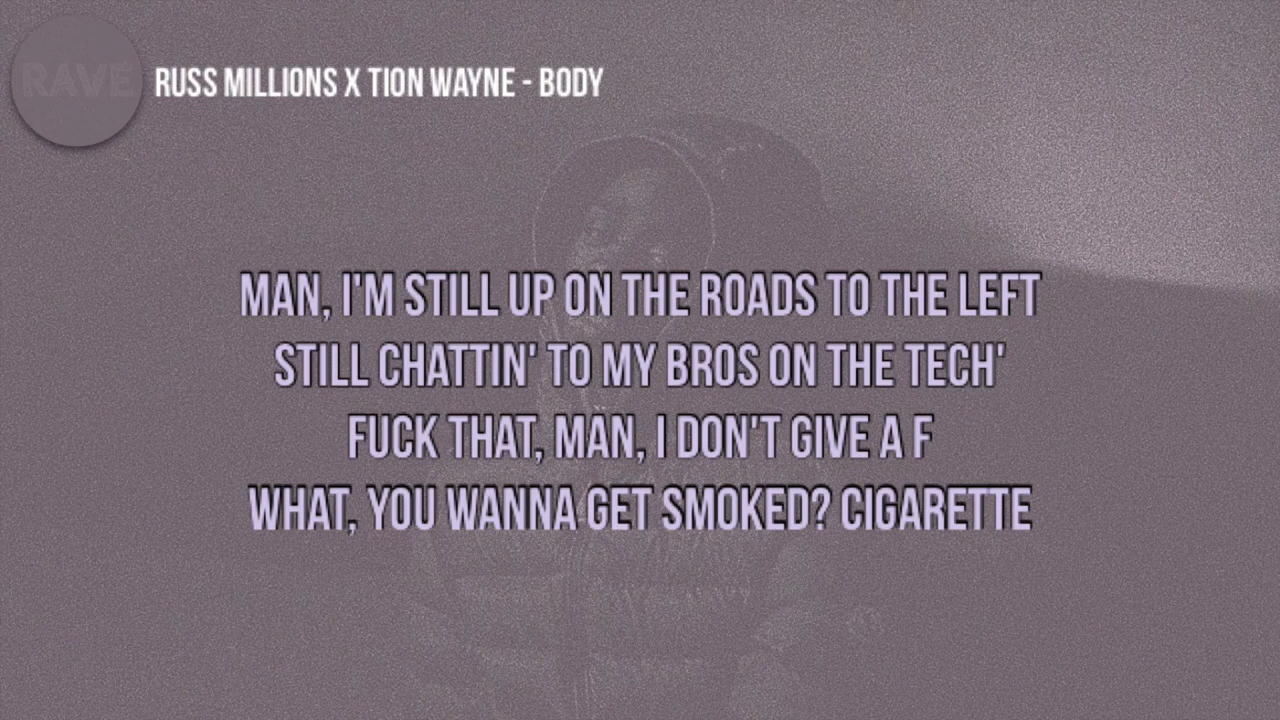 RAVE
RUSS MILLIONS X TION WAYNE - BODY
MAN, I'M STILL UP ON THE ROADS TO THE LEFT
STILL CHATTIN' TO MY BROS ON THE TECH'
FUCK THAT, MAN, I DON'T GIVE A F
WHAT, YOU WANNA GET SMOKED? CIGARETTE